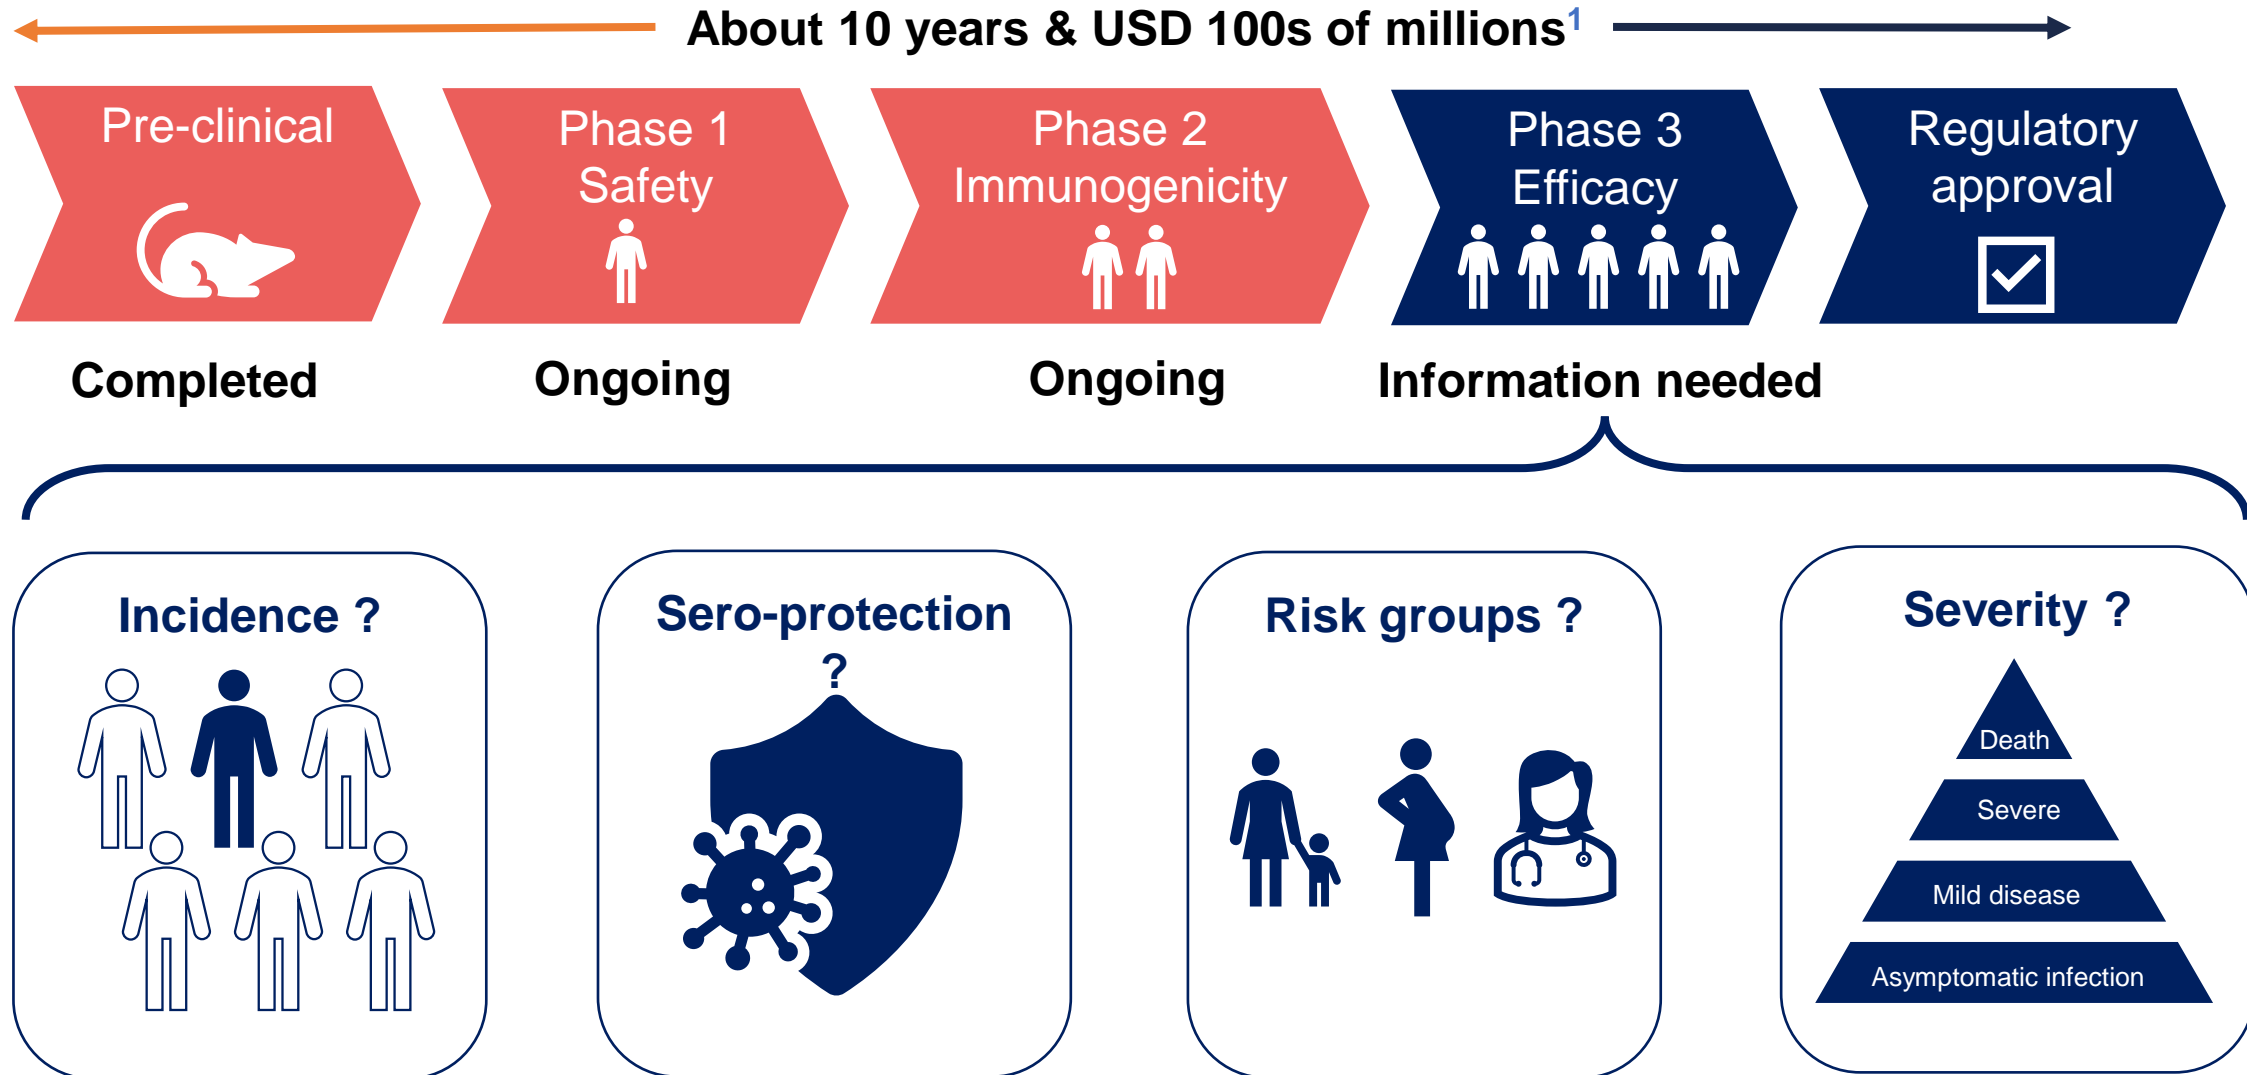 About 10 years & USD 100s of millions1
Pre-clinical
Phase 1
Safety
Phase 2
Immunogenicity
Phase 3
Efficacy
Regulatory
approval
Completed
Ongoing
Ongoing
Information needed
Incidence ?
Sero-protection
?
Risk groups ?
Severity ?
Death
Severe
Mild disease
Asymptomatic infection